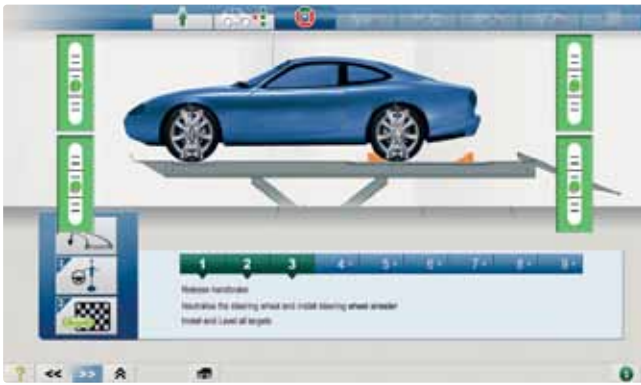 1 2 3 4 5 6 7 8 9
Release handbrake
Neutralise the steering wheel and install steering wheel arrester
Install and Level all targets
? << >>